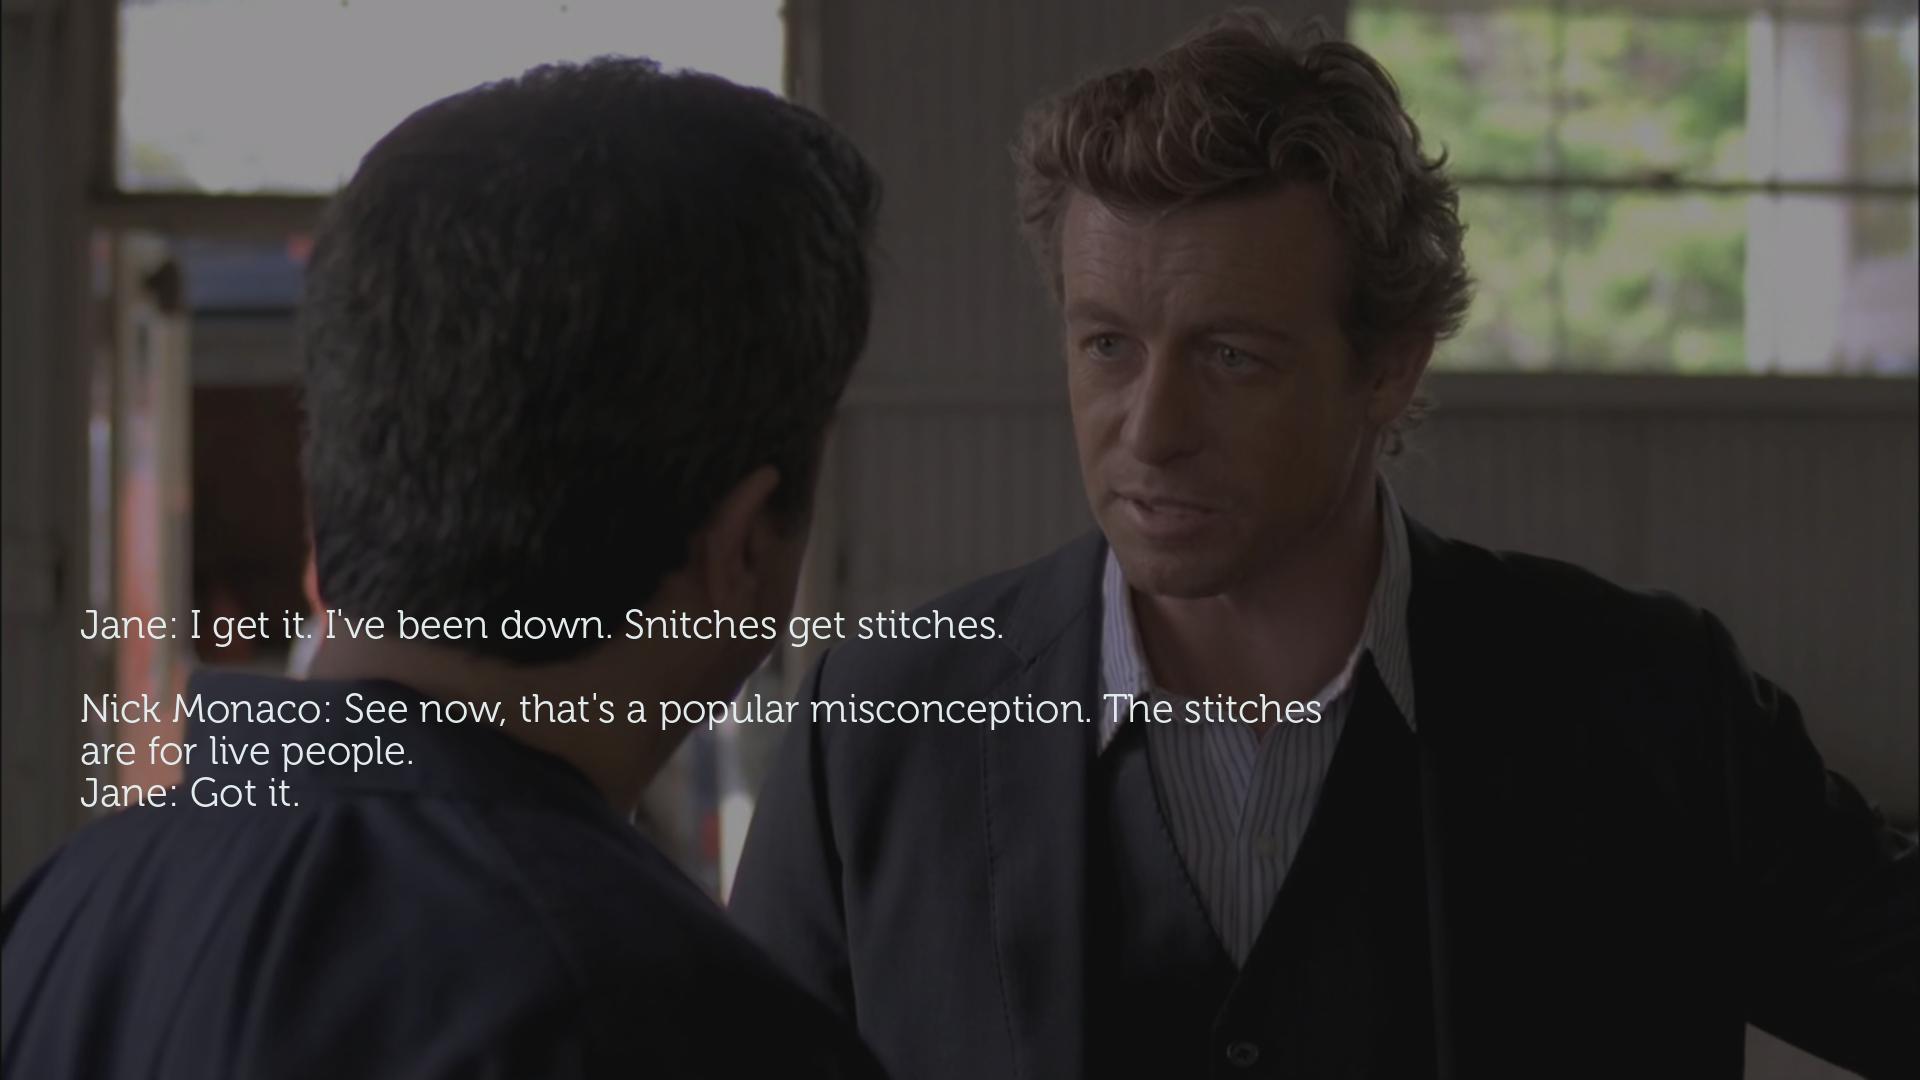 Jane: I get it. I've been down. Snitches get stitches.
Nick Monaco: See now, that's a popular misconception. The stitches
are for live people.
Jane: Got it.